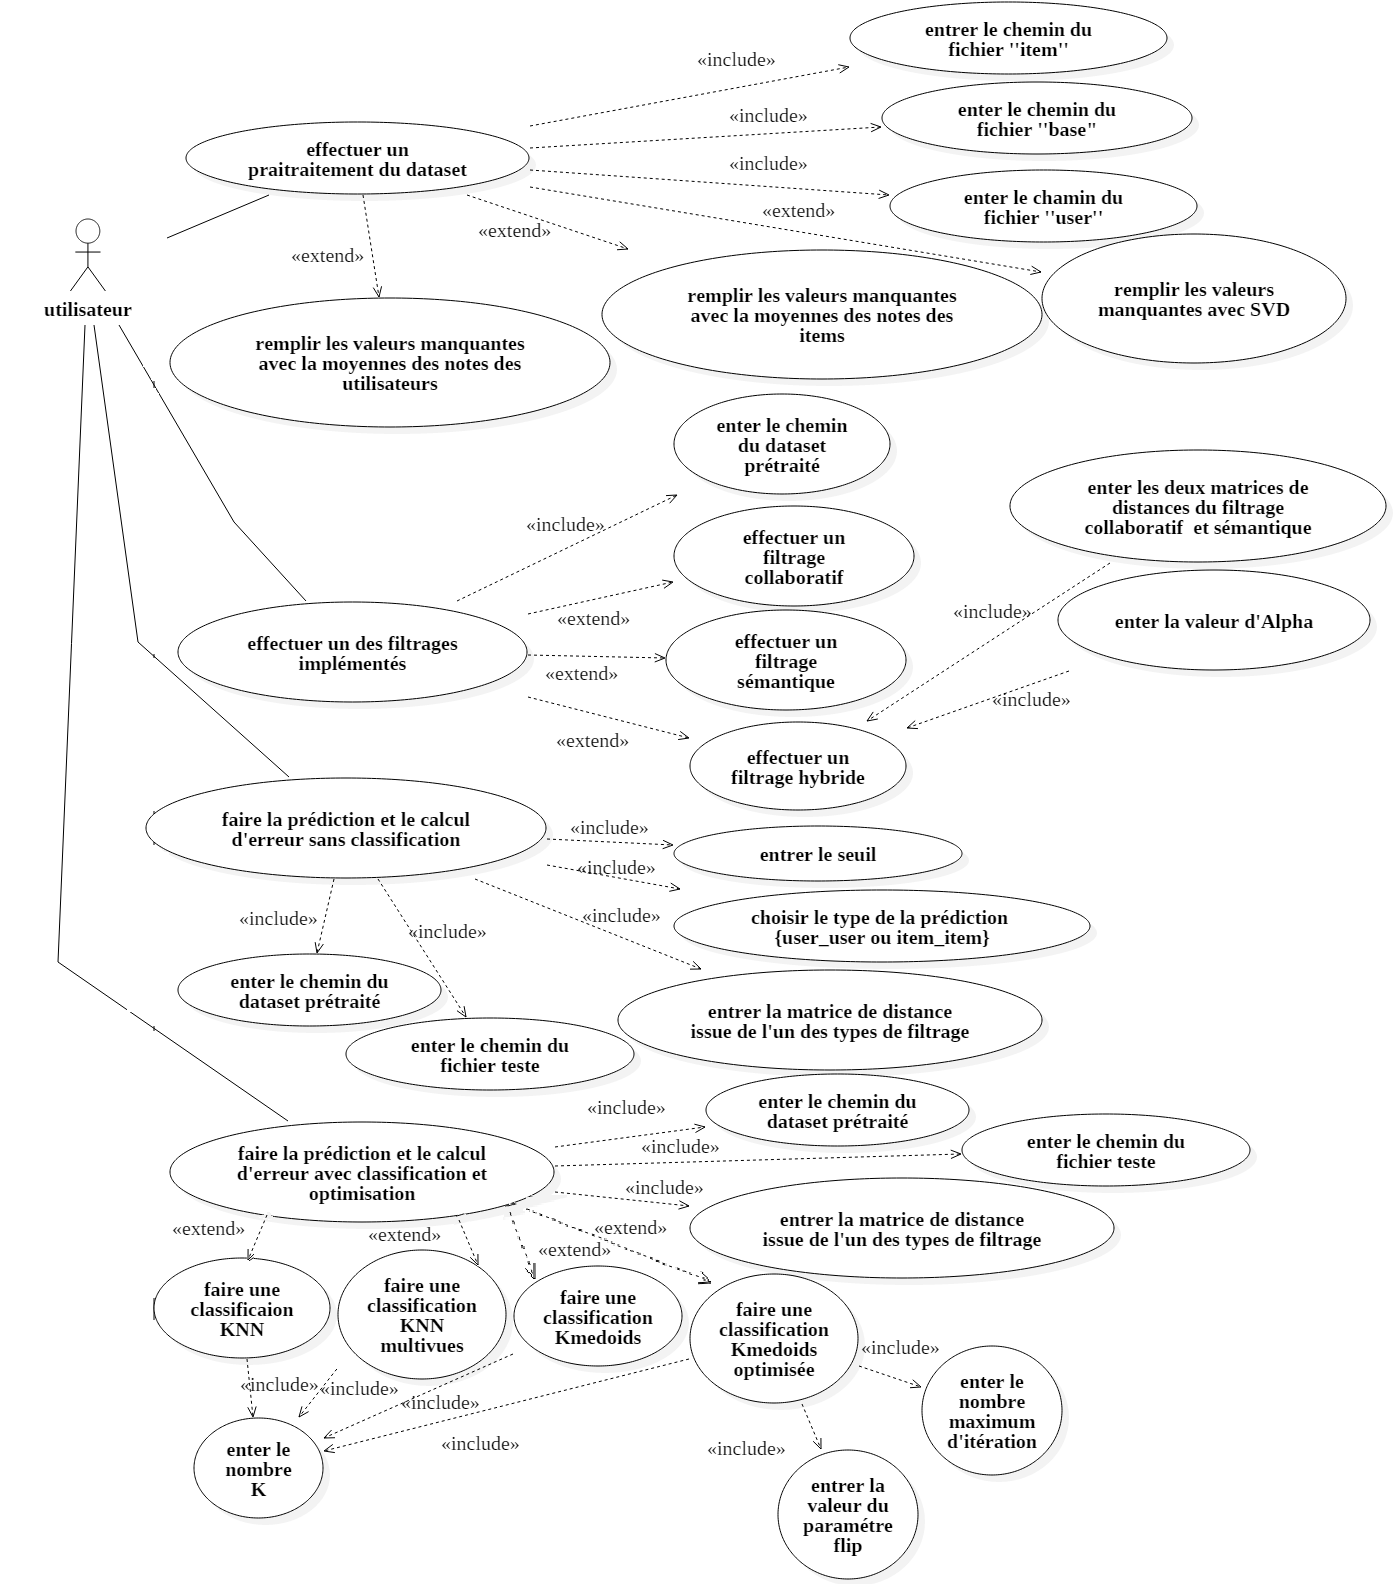 entrer le chemin du
fichier ''item''
«include»
enter le chemin du
fichier ''base"
«include»
effectuer un
praitraitement du dataset
«include»
enter le chamin du
fichier ''user''
«extend»
«extend»
«extend»
utilisateur
remplir les valeurs manquantes
avec la moyennes des notes des
items
remplir les valeurs
manquantes avec SVD
remplir les valeurs manquantes
avec la moyennes des notes des
utilisateurs
enter le chemin
du dataset
prétraité
enter les deux matrices de
distances du filtrage
collaboratif  et sémantique
«include»
effectuer un
filtrage
collaboratif
«include»
enter la valeur d'Alpha
«extend»
effectuer un des filtrages
implémentés
effectuer un
filtrage
sémantique
«extend»
«include»
«extend»
effectuer un
filtrage hybride
faire la prédiction et le calcul
d'erreur sans classification
«include»
entrer le seuil
«include»
choisir le type de la prédiction
{user_user ou item_item}
«include»
«include»
«include»
enter le chemin du
dataset prétraité
entrer la matrice de distance
issue de l'un des types de filtrage
enter le chemin du
fichier teste
«include»
enter le chemin du
dataset prétraité
«include»
enter le chemin du
fichier teste
faire la prédiction et le calcul
d'erreur avec classification et
optimisation
«include»
entrer la matrice de distance
issue de l'un des types de filtrage
«extend»
«extend»
«extend»
«extend»
faire une
classificaion
KNN
faire une
classification
KNN
multivues
faire une
classification
Kmedoids
faire une
classification
Kmedoids
optimisée
«include»
enter le
nombre
maximum
d'itération
«include»
«include»
«include»
«include»
«include»
enter le
nombre
K
entrer la
valeur du
paramétre
flip